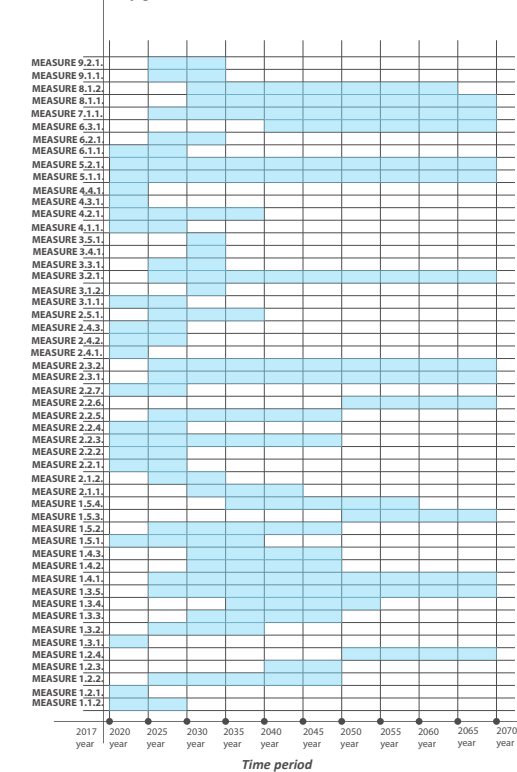 MEASURE 9.2.1.
MEASURE 9.1.1.
MEASURE 8.1.2.
MEASURE 8.1.1.
MEASURE 7.1.1.
MEASURE 6.3.1.
MEASURE 6.2.1.
MEASURE 6.1.1.
MEASURE 5.2.1.
MEASURE 5.1.1.
MEASURE 4.4.1.
MEASURE 4.3.1.
MEASURE 4.2.1.
MEASURE 4.1.1.
MEASURE 3.5.1.
MEASURE 3.4.1.
MEASURE 3.3.1.
MEASURE 3.2.1.
MEASURE 3.1.2.
MEASURE 3.1.1.
MEASURE 2.5.1.
MEASURE 2.4.3.
MEASURE 2.4.2.
MEASURE 2.4.1.
MEASURE 2.3.2.
MEASURE 2.3.1.
MEASURE 2.2.7.
MEASURE 2.2.6.
MEASURE 2.2.5.
MEASURE 2.2.4.
MEASURE 2.2.3.
MEASURE 2.2.2.
MEASURE 2.2.1.
MEASURE 2.1.2.
MEASURE 2.1.1.
MEASURE 1.5.4.
MEASURE 1.5.3.
MEASURE 1.5.2.
MEASURE 1.5.1.
MEASURE 1.4.3.
MEASURE 1.4.2.
MEASURE 1.4.1.
MEASURE 1.3.5.
MEASURE 1.3.4.
MEASURE 1.3.3.
MEASURE 1.3.2.
MEASURE 1.3.1.
MEASURE 1.2.4.
MEASURE 1.2.3.
MEASURE 1.2.2.
MEASURE 1.2.1.
MEASURE 1.1.2.
2017 2020 2025 2030 2035 2040 2045 2050 2055 2060 2065 2070
year year year year year year year year year year year year
Time period